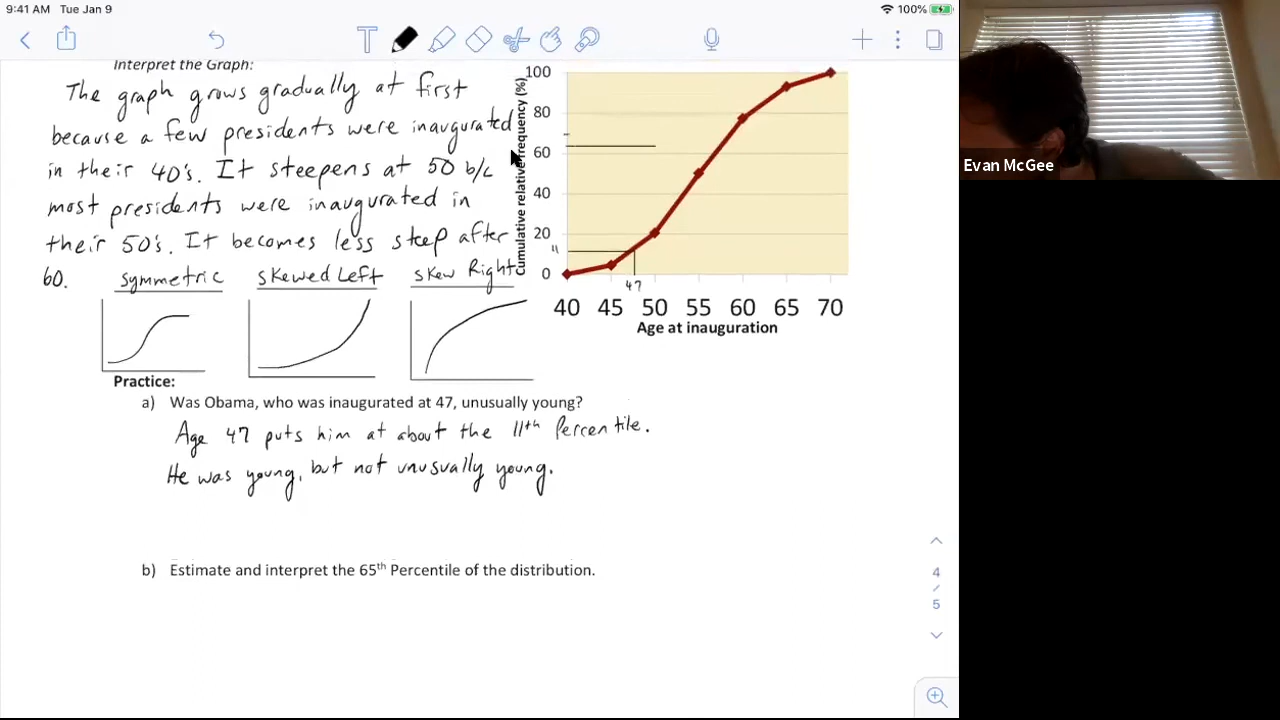 9:41 AM Tue Jan 9
100%
Interpret the Graph:
The graph grows gradually at first
because a few presidents were inaugurated
in their 40's. It steepens at 50 b/c
most presidents were inaugurated in
their 50's. It becomes less steep after
60.
symmetric
skewed Left
skew Right
Cumulative relative frequency (%)
100
80
60
40
20
11
0
47
40 45 50 55 60 65 70
Age at inauguration
Practice:
a) Was Obama, who was inaugurated at 47, unusually young?
Age 47 puts him at about the 11th Percentile.
He was young, but not unusually young.
b) Estimate and interpret the 65th Percentile of the distribution.
4
/
5
T
Evan McGee